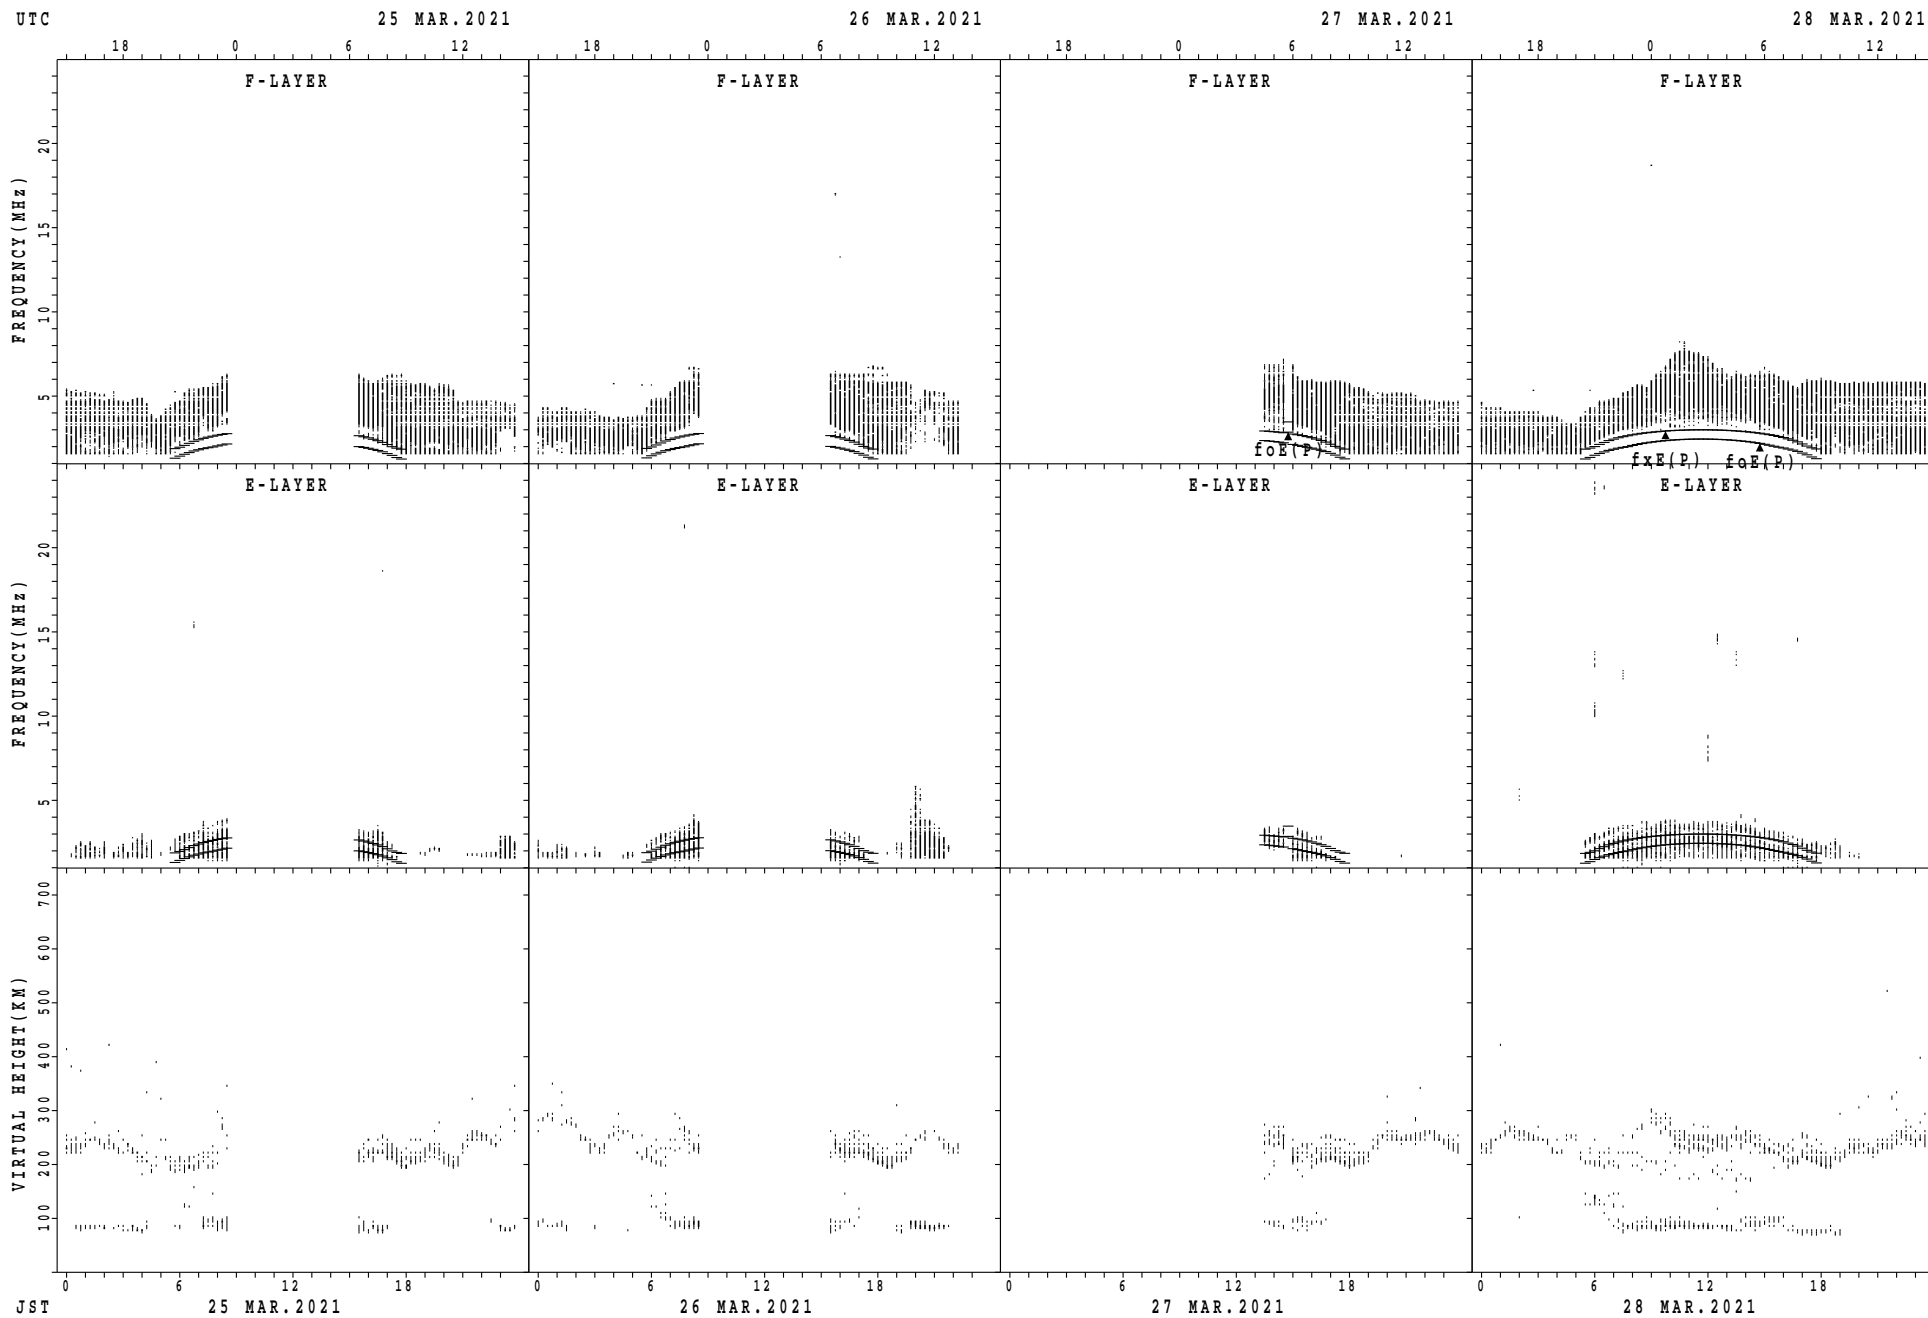 UTC 25 MAR.2021 26 MAR.2021 27 MAR.2021 28 MAR.2021
18 0 6 12 18 0 6 12 18 0 6 12 18 0 6 12
F-LAYER F-LAYER F-LAYER F-LAYER
FREQUENCY(MHz)
20
15
10
5
foE(P) fxE(P) foE(P)
E-LAYER E-LAYER E-LAYER E-LAYER
FREQUENCY(MHz)
20
15
10
5
VIRTUAL HEIGHT(KM)
700
600
500
400
300
200
100
0 6 12 18 0 6 12 18 0 6 12 18 0 6 12 18
JST 25 MAR.2021 26 MAR.2021 27 MAR.2021 28 MAR.2021